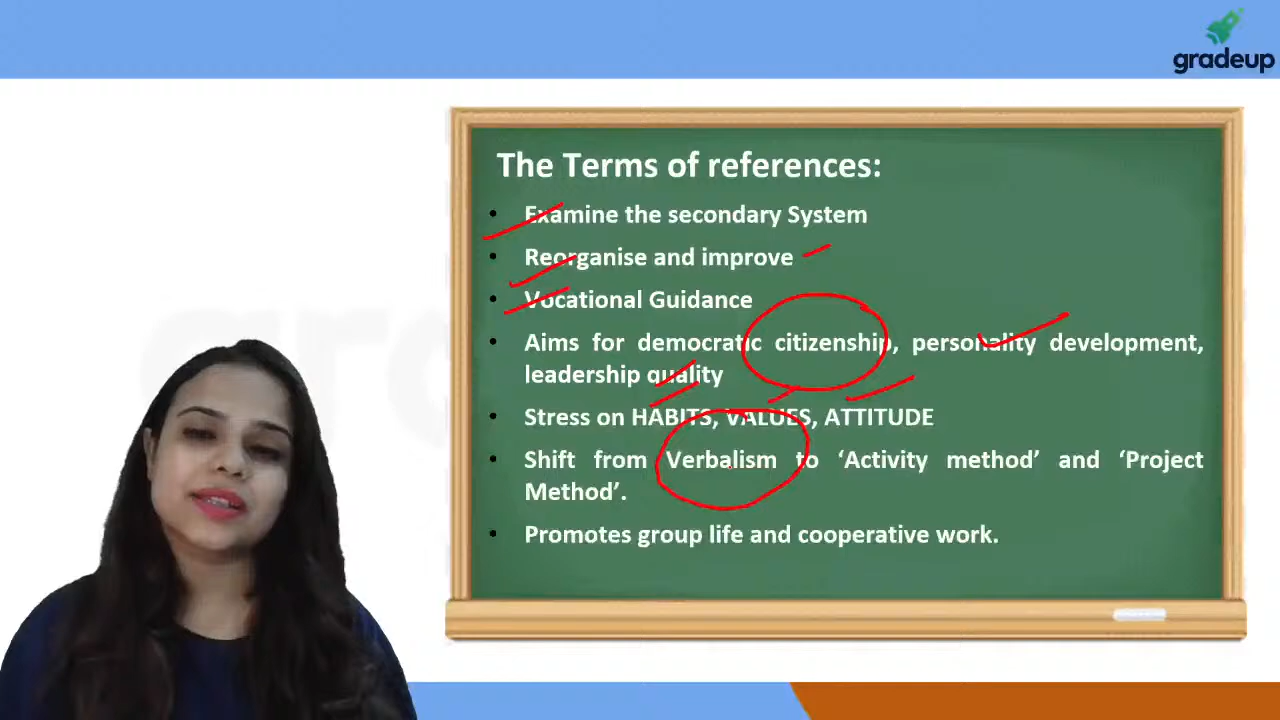 gradeup
The Terms of references:
• Examine the secondary System
• Reorganise and improve
• Vocational Guidance
• Aims for democratic citizenship, personality development,
leadership quality
• Stress on HABITS, VALUES, ATTITUDE
• Shift from Verbalism to ‘Activity method’ and ‘Project
Method’.
• Promotes group life and cooperative work.